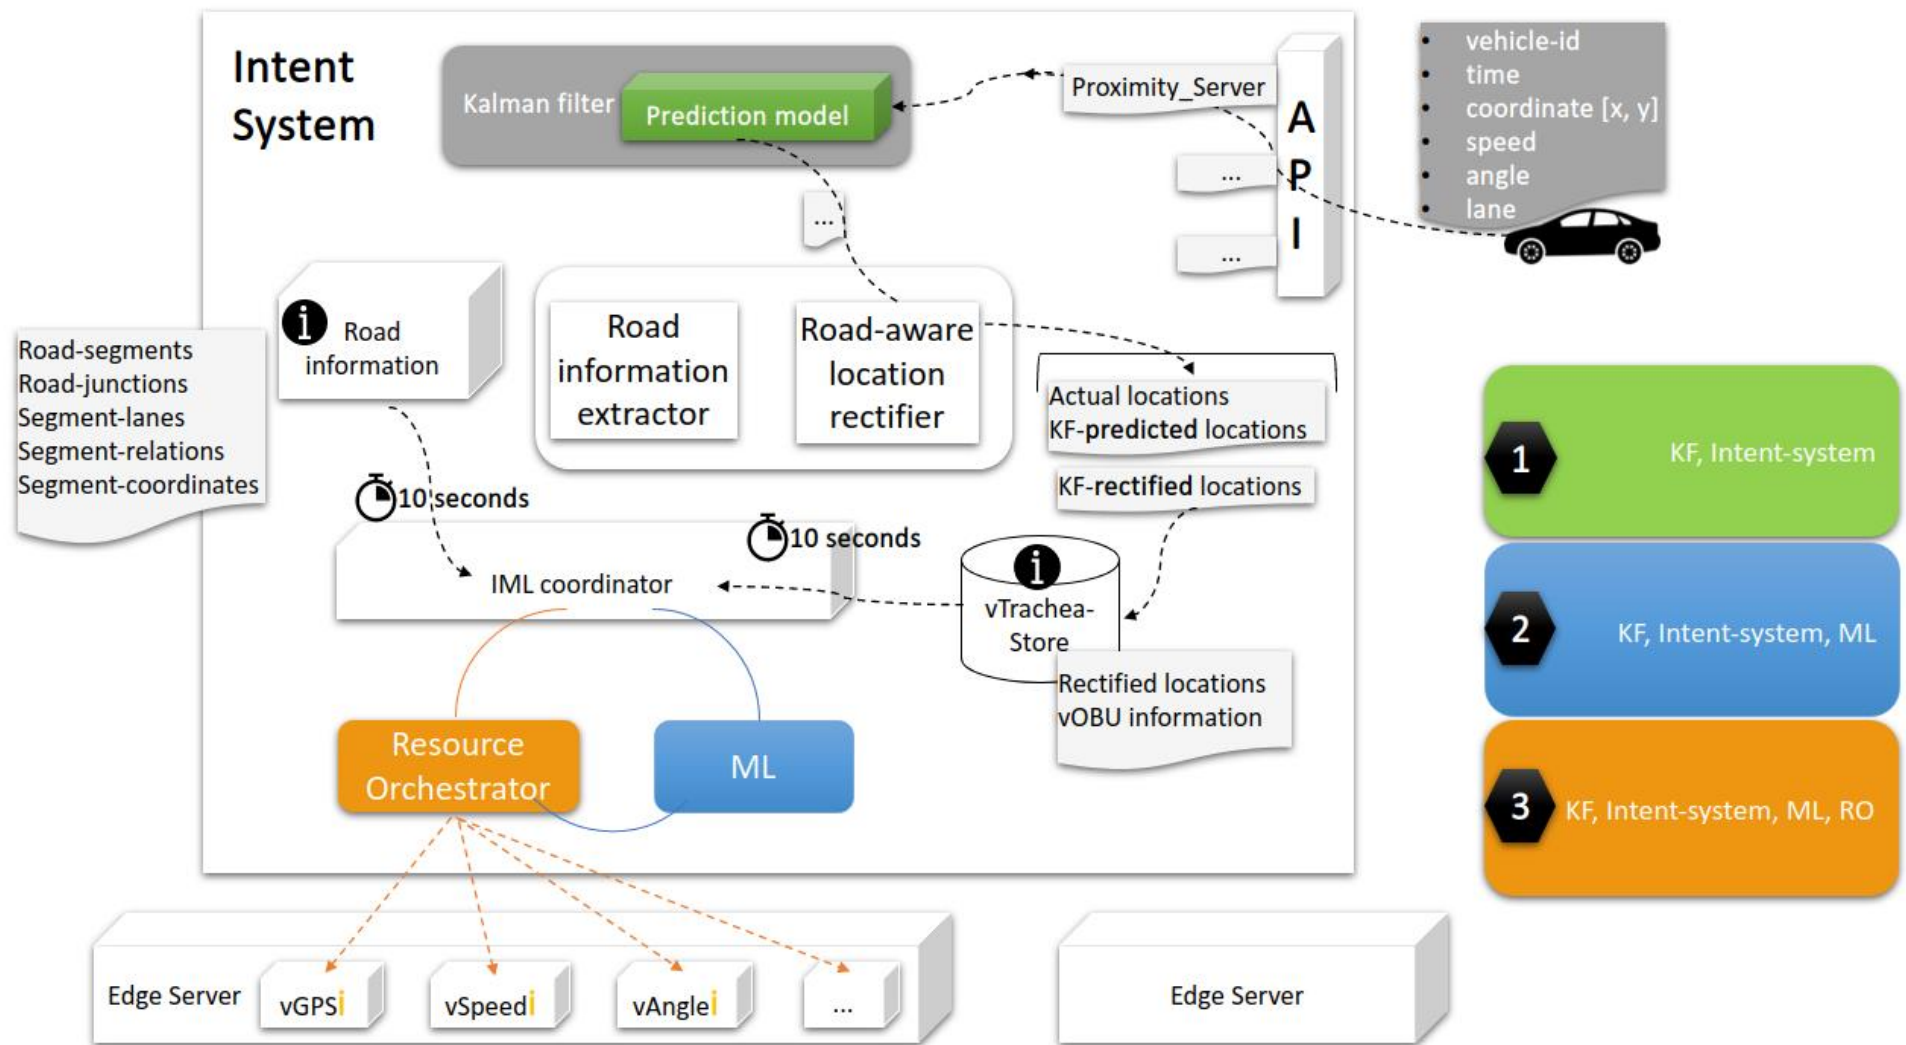 Intent
System
Kalman filter
Prediction model
Proximity_Server
A
P
I
...
...
...
vehicle-id
time
coordinate [x, y]
speed
angle
lane
Road-segments
Road-junctions
Segment-lanes
Segment-relations
Segment-coordinates
i
Road
information
Road
information
extractor
Road-aware
location
rectifier
Actual locations
KF-predicted locations
KF-rectified locations
10 seconds
10 seconds
IML coordinator
i
vTrachea-
Store
Rectified locations
vOBU information
Resource
Orchestrator
ML
1
KF, Intent-system
2
KF, Intent-system, ML
3
KF, Intent-system, ML, RO
Edge Server
vGPSi
vSpeedi
vAnglei
...
Edge Server